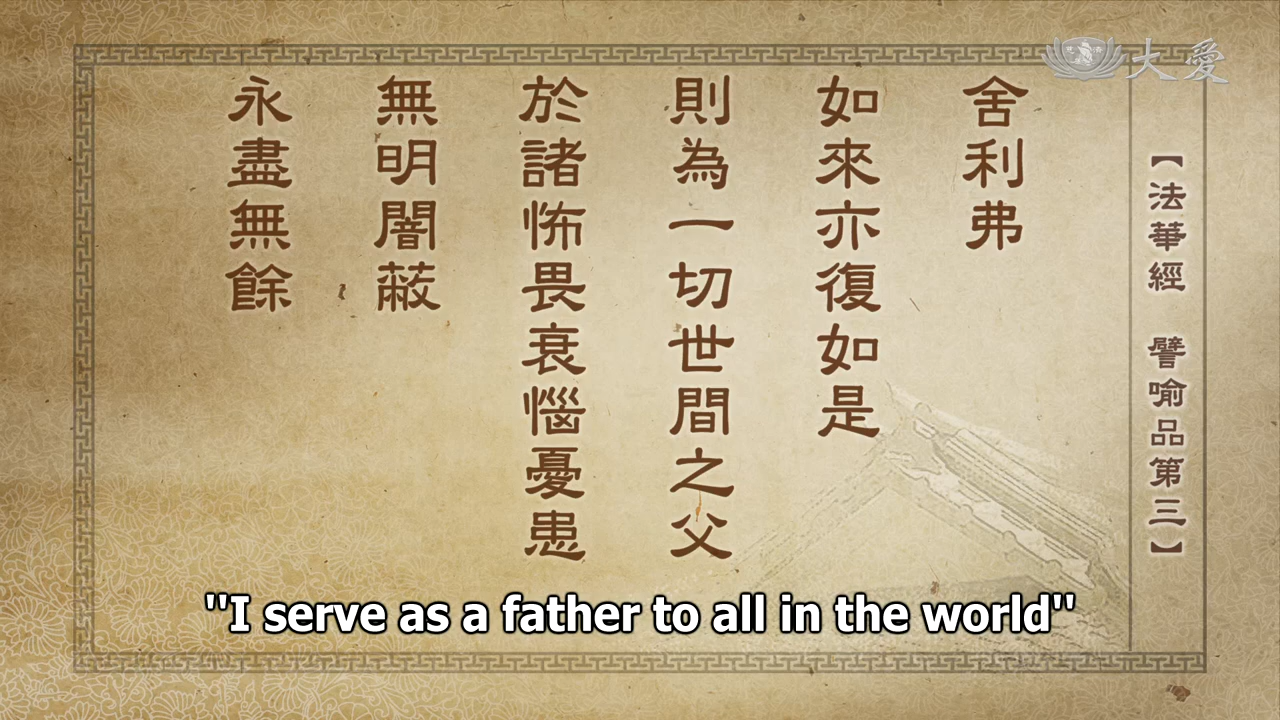 大愛
【法華經 譬喻品第三】
舍利弗
如來亦復如是
則為一切世間之父
於諸怖畏衰惱憂患
無明闇蔽
永盡無餘
"I serve as a father to all in the world"